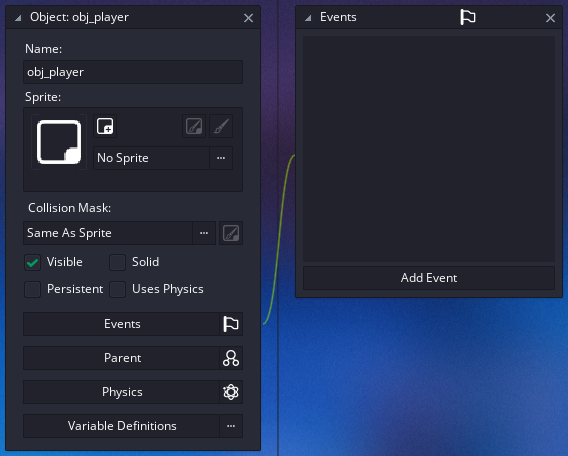 Object: obj_player
Name:
obj_player
Sprite:
No Sprite
...
Collision Mask:
Same As Sprite
...
Visible
Solid
Persistent
Uses Physics
Events
Parent
Physics
Variable Definitions
...
Events
Add Event